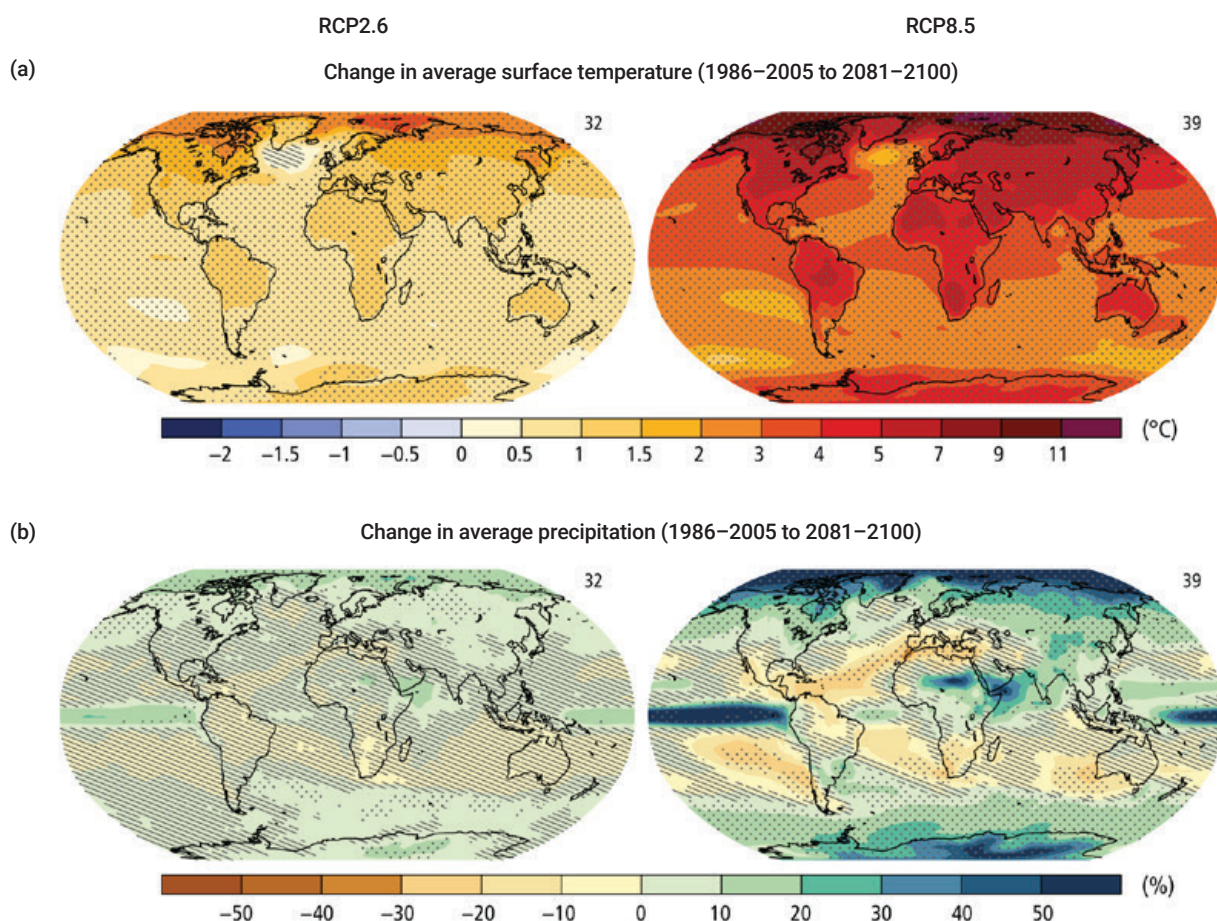 RCP2.6 RCP8.5
(a) Change in average surface temperature (1986–2005 to 2081–2100)
32 39
(°C)
−2 −1.5 −1 −0.5 0 0.5 1 1.5 2 3 4 5 7 9 11
(b) Change in average precipitation (1986–2005 to 2081–2100)
32 39
(%)
−50 −40 −30 −20 −10 0 10 20 30 40 50